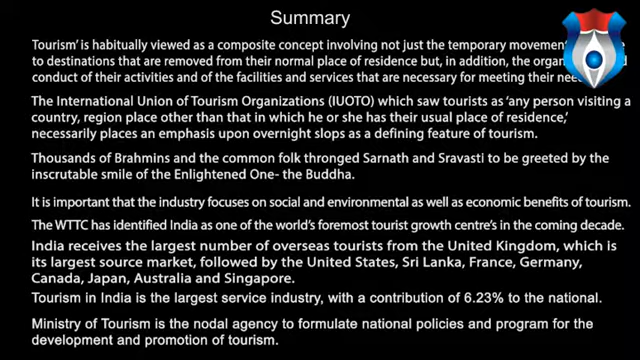 Summary
Tourism' is habitually viewed as a composite concept involving not just the temporary movement
to destinations that are removed from their normal place of residence but, in addition, the
conduct of their activities and of the facilities and services that are necessary for meeting their
The International Union of Tourism Organizations (IUOTO) which saw tourists as 'any person visiting a
country, region place other than that in which he or she has their usual place of residence,'
necessarily places an emphasis upon overnight slops as a defining feature of tourism.
Thousands of Brahmins and the common folk thronged Sarnath and Sravasti to be greeted by the
inscrutable smile of the Enlightened One- the Buddha.
It is important that the industry focuses on social and environmental as well as economic benefits of tourism.
The WTTC has identified India as one of the world's foremost tourist growth centre's in the coming decade.
India receives the largest number of overseas tourists from the United Kingdom, which is
its largest source market, followed by the United States, Sri Lanka, France, Germany,
Canada, Japan, Australia and Singapore.
Tourism in India is the largest service industry, with a contribution of 6.23% to the national.
Ministry of Tourism is the nodal agency to formulate national policies and program for the
development and promotion of tourism.